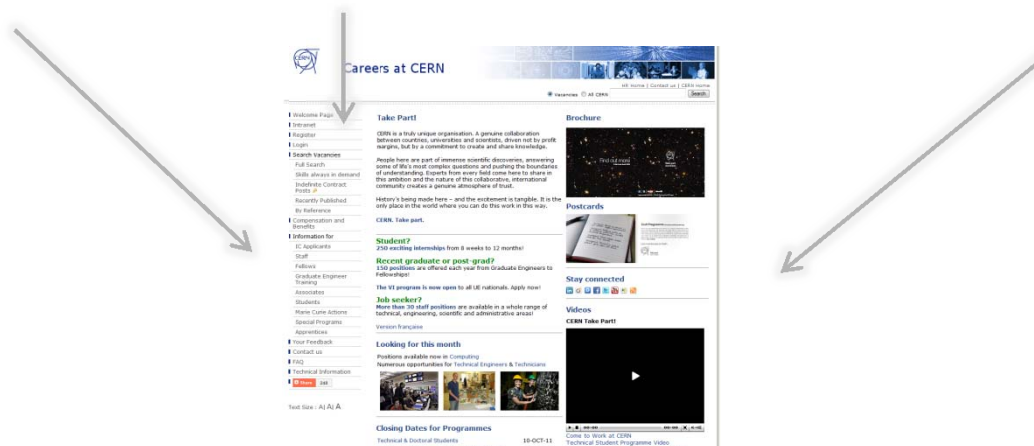 CERN
Careers at CERN
HR Home | Contact us | CERN Home
Vacancies All CERN Search
Welcome Page
Intranet
Register
Login
Search Vacancies
Full Search
Skills always in demand
Indefinite Contract
Posts
Recently Published
By Reference
Compensation and
Benefits
Information for
IC Applicants
Staff
Fellows
Graduate Engineer
Training
Associates
Students
Marie Curie Actions
Special Programs
Apprentices
Your Feedback
Contact us
FAQ
Technical Information
Share
Text Size : A| A| A
Take Part!
CERN is a truly unique organisation. A genuine collaboration
between countries, universities and scientists, driven not by profit
margins, but by a commitment to create and share knowledge.
People here are part of immense scientific discoveries, answering
some of life's most complex questions and pushing the boundaries
of understanding. Experts from every field come here to share in
this ambition and the nature of this collaborative, international
community creates a genuine atmosphere of trust.
History's being made here – and the excitement is tangible. It is the
only place in the world where you can do this work in this way.
CERN. Take part.
Student?
250 exciting internships from 8 weeks to 12 months!
Recent graduate or post-grad?
150 positions are offered each year from Graduate Engineers to
Fellowships!
The VI program is now open to all UE nationals. Apply now!
Job seeker?
More than 30 staff positions are available in a whole range of
technical, engineering, scientific and administrative areas!
Version française
Looking for this month
Positions available now in Computing
Numerous opportunities for Technical Engineers & Technicians
Closing Dates for Programmes
Technical & Doctoral Students 10-OCT-11
Brochure
Find out more
Postcards
Stay connected
Videos
CERN Take Part!
Come to Work at CERN
Technical Student Programme Video